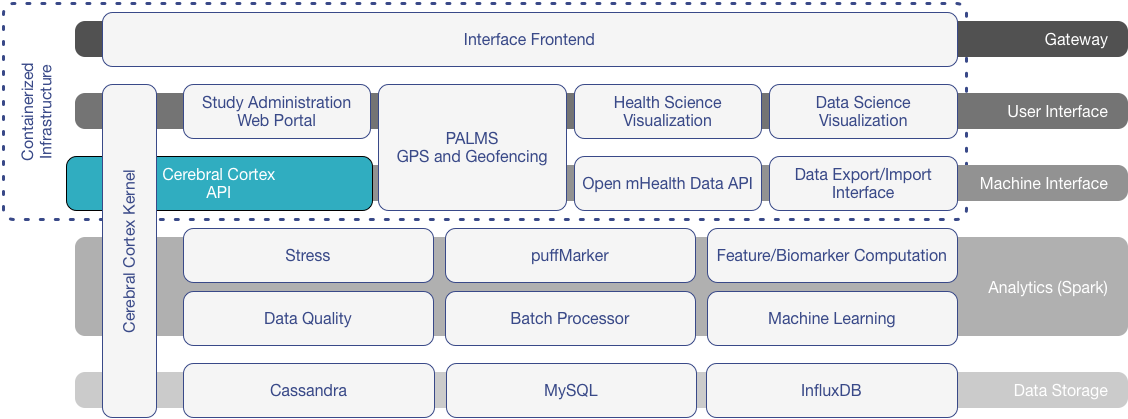 Interface Frontend
Gateway
Containerized
Infrastructure
Study Administration
Web Portal
PALMS
GPS and Geofencing
Health Science
Visualization
Data Science
Visualization
User Interface
Cerebral Cortex
API
Open mHealth Data API
Data Export/Import
Interface
Machine Interface
Cerebral Cortex Kernel
Stress
puffMarker
Feature/Biomarker Computation
Analytics (Spark)
Data Quality
Batch Processor
Machine Learning
Cassandra
MySQL
InfluxDB
Data Storage